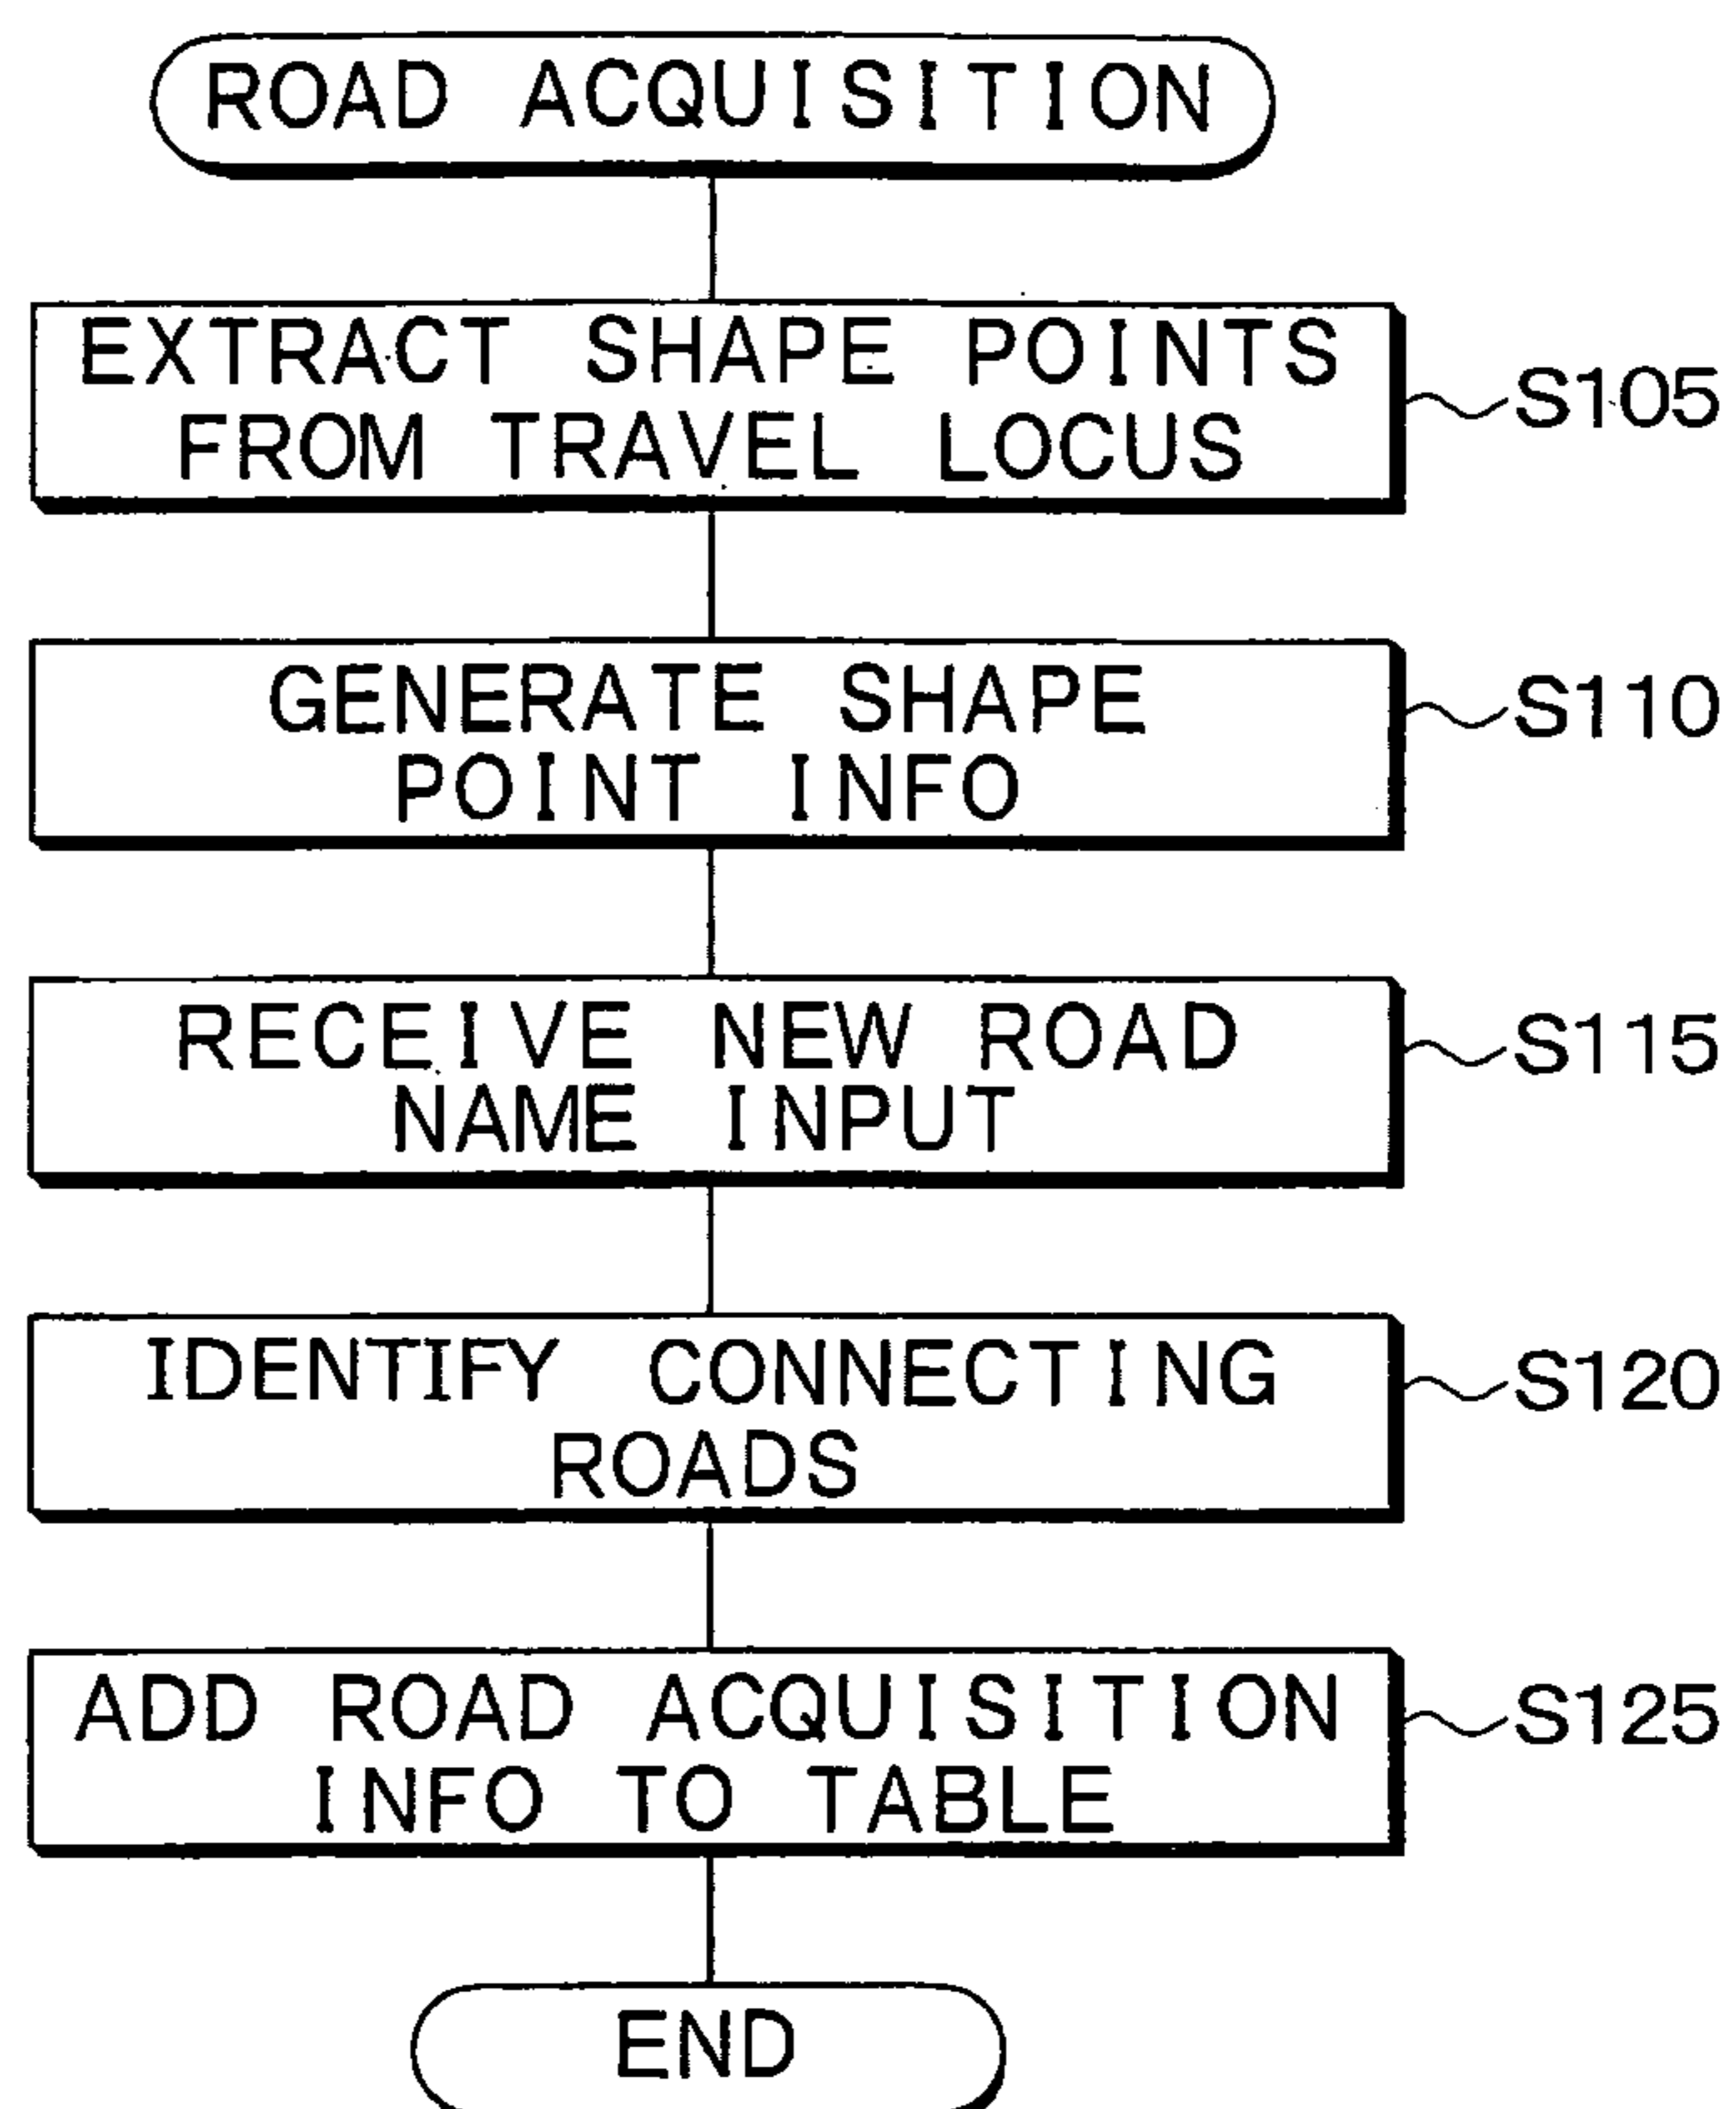 ROAD ACQUISITION
EXTRACT SHAPE POINTS
FROM TRAVEL LOCUS
S105
GENERATE SHAPE
POINT INFO
S110
RECEIVE NEW ROAD
NAME INPUT
S115
IDENTIFY CONNECTING
ROADS
S120
ADD ROAD ACQUISITION
INFO TO TABLE
S125
END